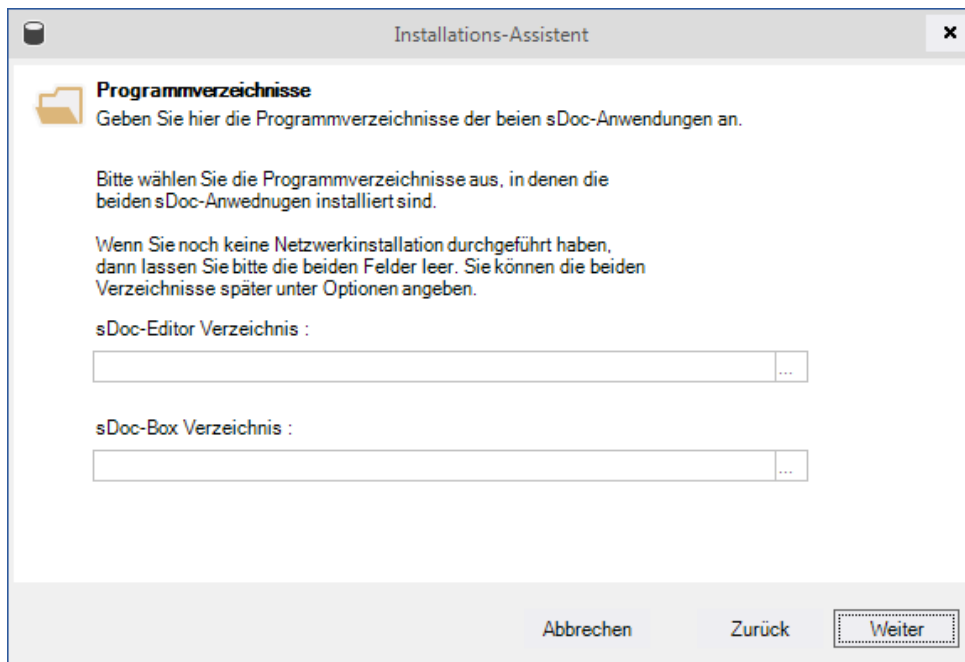 Installations-Assistent
Programmverzeichnisse
Geben Sie hier die Programmverzeichnisse der beien sDoc-Anwendungen an.
Bitte wählen Sie die Programmverzeichnisse aus, in denen die
beiden sDoc-Anwednugen installiert sind.
Wenn Sie noch keine Netzwerkinstallation durchgeführt haben,
dann lassen Sie bitte die beiden Felder leer. Sie können die beiden
Verzeichnisse später unter Optionen angeben.
sDoc-Editor Verzeichnis :
...
sDoc-Box Verzeichnis :
...
Abbrechen Zurück Weiter